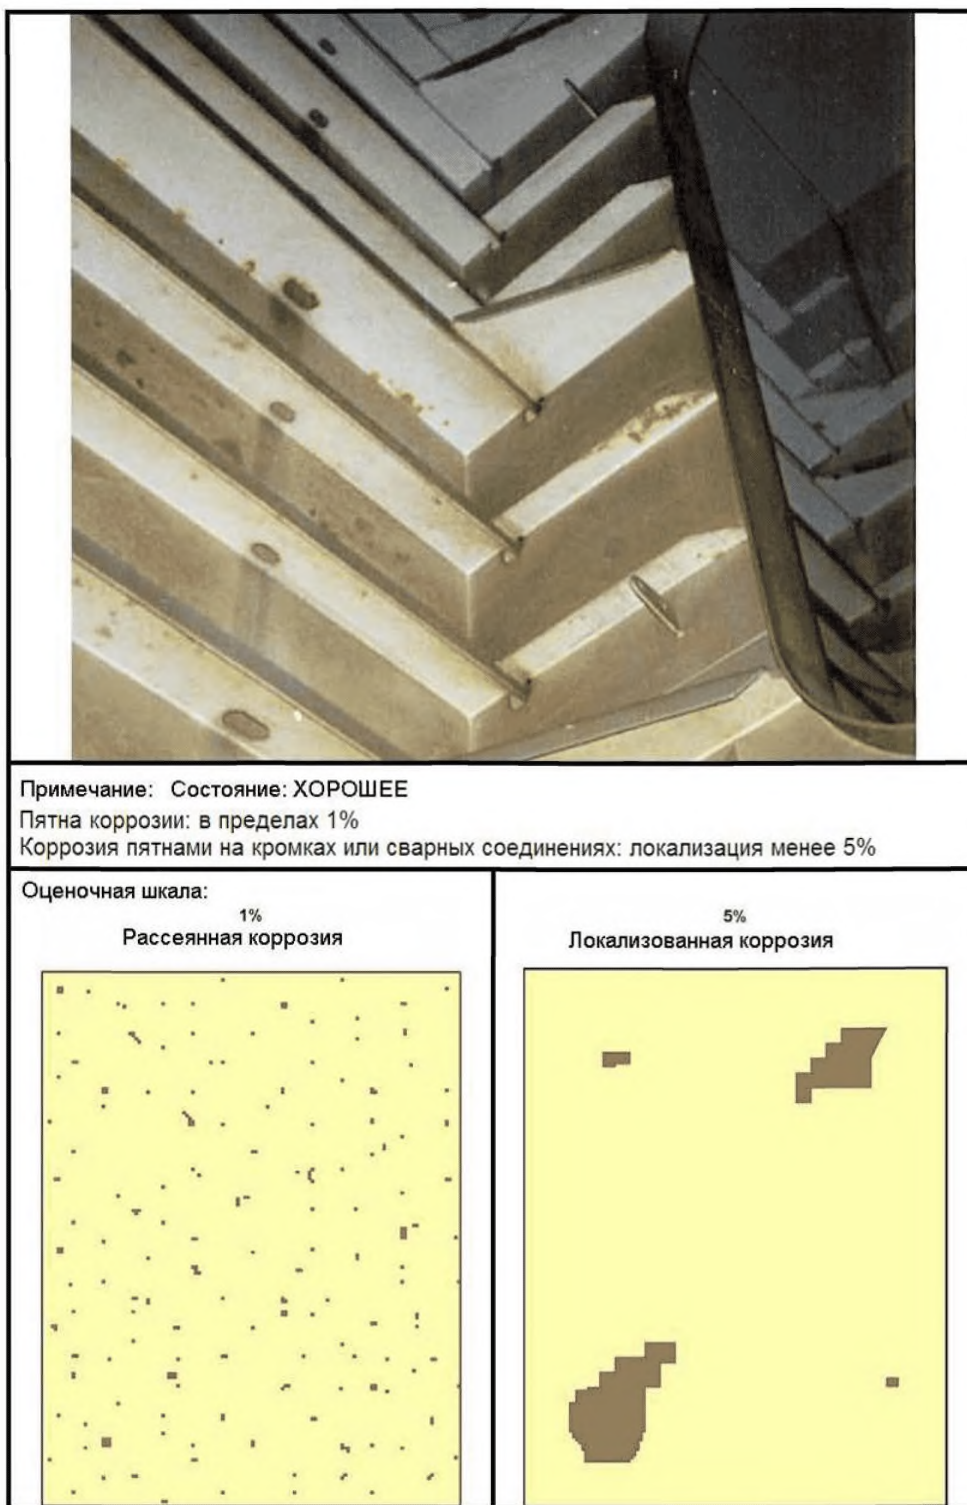 Примечание: Состояние: ХОРОШЕЕ
Пятна коррозии: в пределах 1%
Коррозия пятнами на кромках или сварных соединениях: локализация менее 5%
Оценочная шкала:
1%
Рассеянная коррозия
5%
Локализованная коррозия